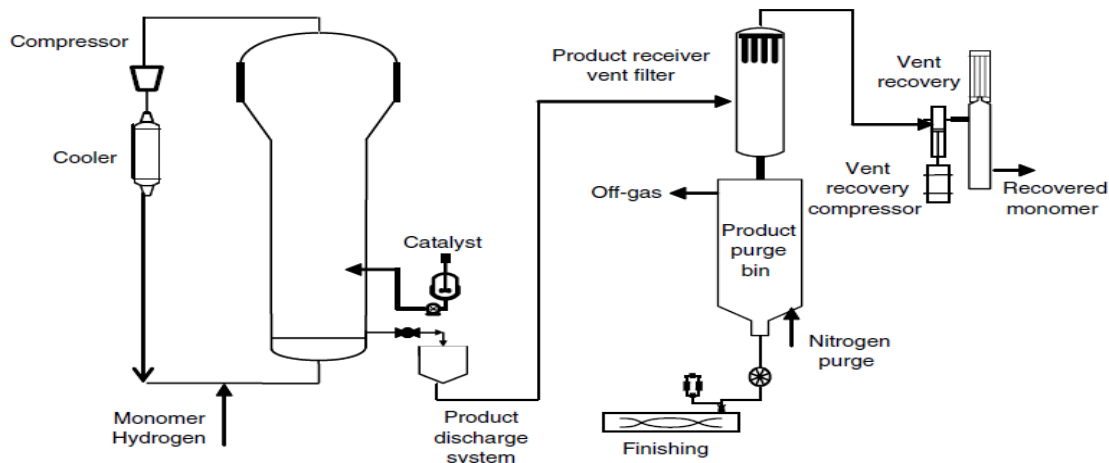 Compressor
Cooler
Monomer
Hydrogen
Catalyst
Product
discharge
system
Product receiver
vent filter
Off-gas
Product
purge
bin
Nitrogen
purge
Finishing
Vent
recovery
Vent
recovery
compressor
Recovered
monomer